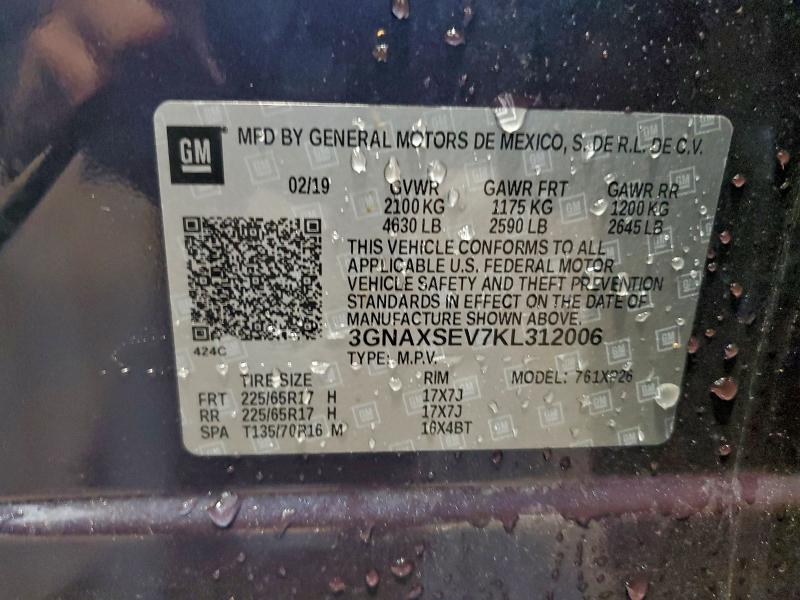 GM MFD BY GENERAL MOTORS DE MEXICO, S. DE R.L. DE C.V.
02/19 GVWR GAWR FRT GAWR RR
2100 KG 1175 KG 1200 KG
4630 LB 2590 LB 2645 LB
THIS VEHICLE CONFORMS TO ALL
APPLICABLE U.S. FEDERAL MOTOR
VEHICLE SAFETY AND THEFT PREVENTION
STANDARDS IN EFFECT ON THE DATE OF
MANUFACTURE SHOWN ABOVE.
3GNAXSEV7KL312006
424C
TYPE: M.P.V.
TIRE SIZE RIM MODEL: 761XP26
FRT 225/65R17 H 17X7J
RR 225/65R17 H 17X7J
SPA T135/70R16 M 16X4BT